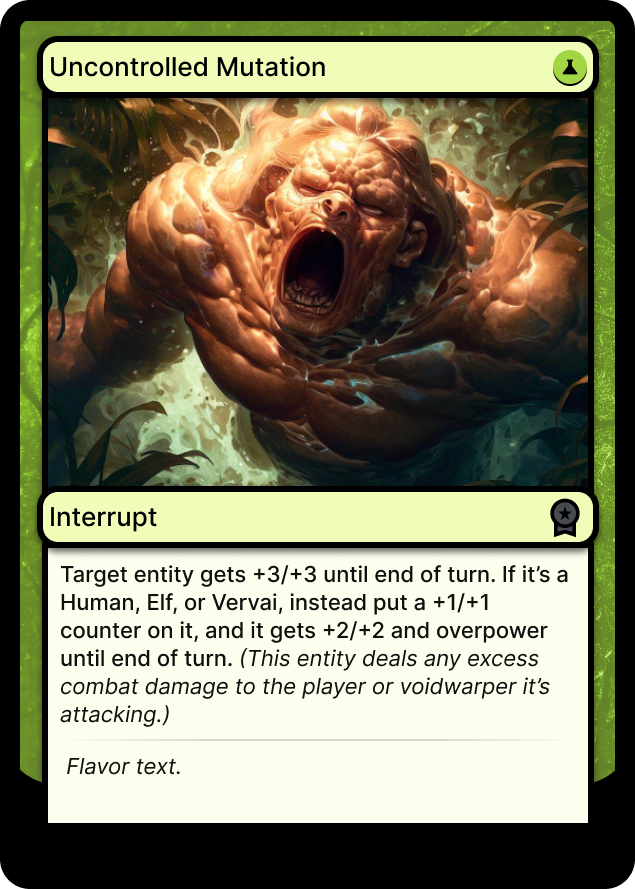 Uncontrolled Mutation
Interrupt
Target entity gets +3/+3 until end of turn. If it’s a
Human, Elf, or Vervai, instead put a +1/+1
counter on it, and it gets +2/+2 and overpower
until end of turn. (This entity deals any excess
combat damage to the player or voidwarper it’s
attacking.)
Flavor text.